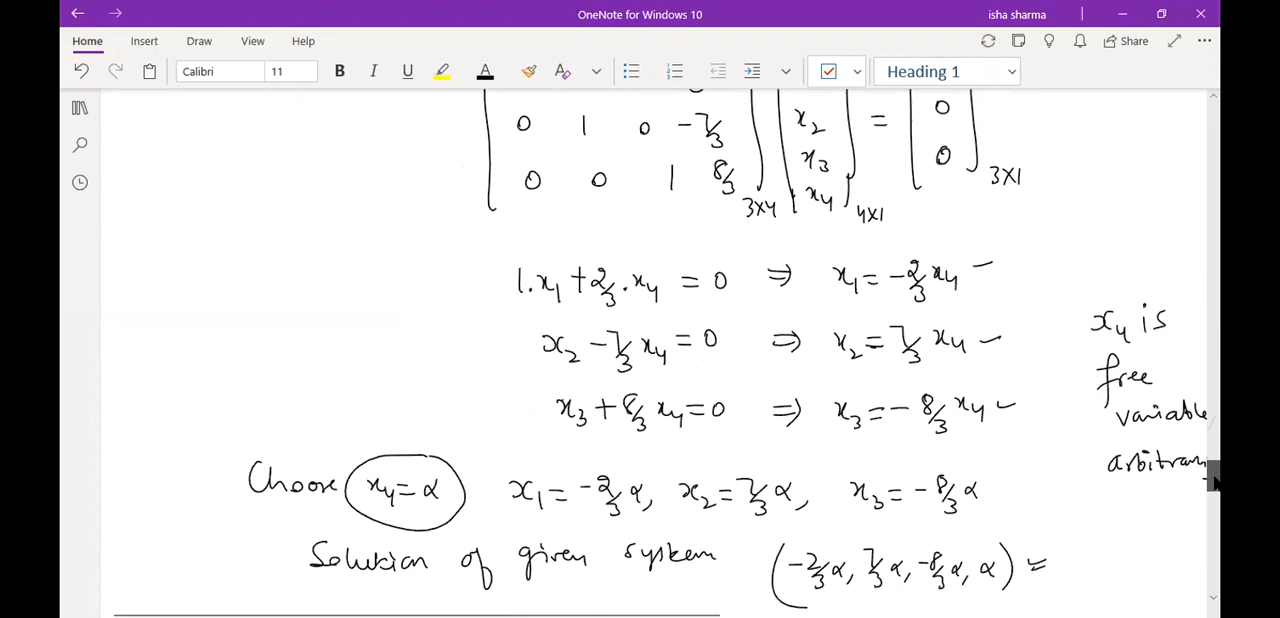 OneNote for Windows 10
isha sharma
Home Insert Draw View Help
Share
Calibri 11 B I U A Heading 1
0 1 0 -7/3 x2 = 0
0 0 1 8/3 x3 0
3X4 x4 4X1 3X1
1.x1 + 2/3 . x4 = 0 ⇒ x1 = -2/3 x4
x2 - 7/3 x4 = 0 ⇒ x2 = 7/3 x4
x3 + 8/3 x4 = 0 ⇒ x3 = - 8/3 x4
x4 is
free
variable
arbitrary
Choose x4 = α x1 = -2/3 α, x2 = 7/3 α, x3 = -8/3 α
Solution of given system (-2/3 α, 7/3 α, -8/3 α, α)